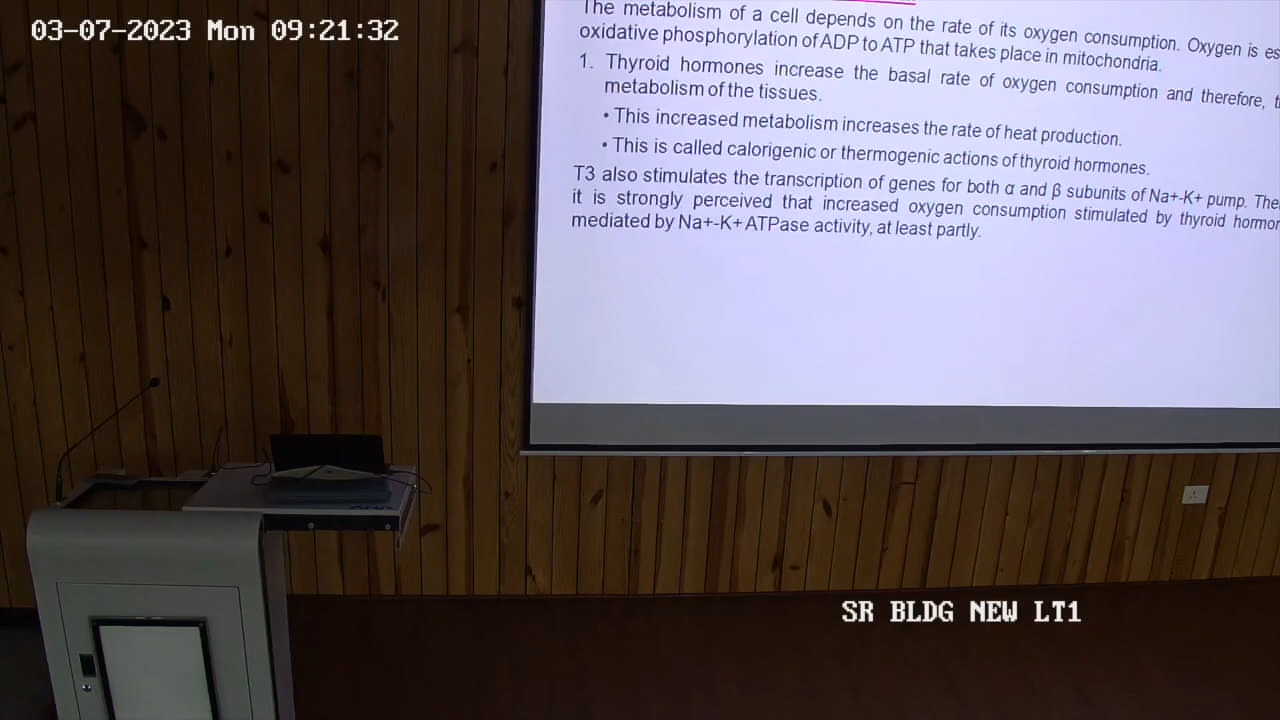 03-07-2023 Mon 09:21:32
The metabolism of a cell depends on the rate of its oxygen consumption. Oxygen is
oxidative phosphorylation of ADP to ATP that takes place in mitochondria.
1. Thyroid hormones increase the basal rate of oxygen consumption and therefore,
metabolism of the tissues.
• This increased metabolism increases the rate of heat production.
• This is called calorigenic or thermogenic actions of thyroid hormones.
T3 also stimulates the transcription of genes for both α and β subunits of Na+-K+ pump.
it is strongly perceived that increased oxygen consumption stimulated by thyroid
mediated by Na+-K+ ATPase activity, at least partly.
SR BLDG NEW LT1